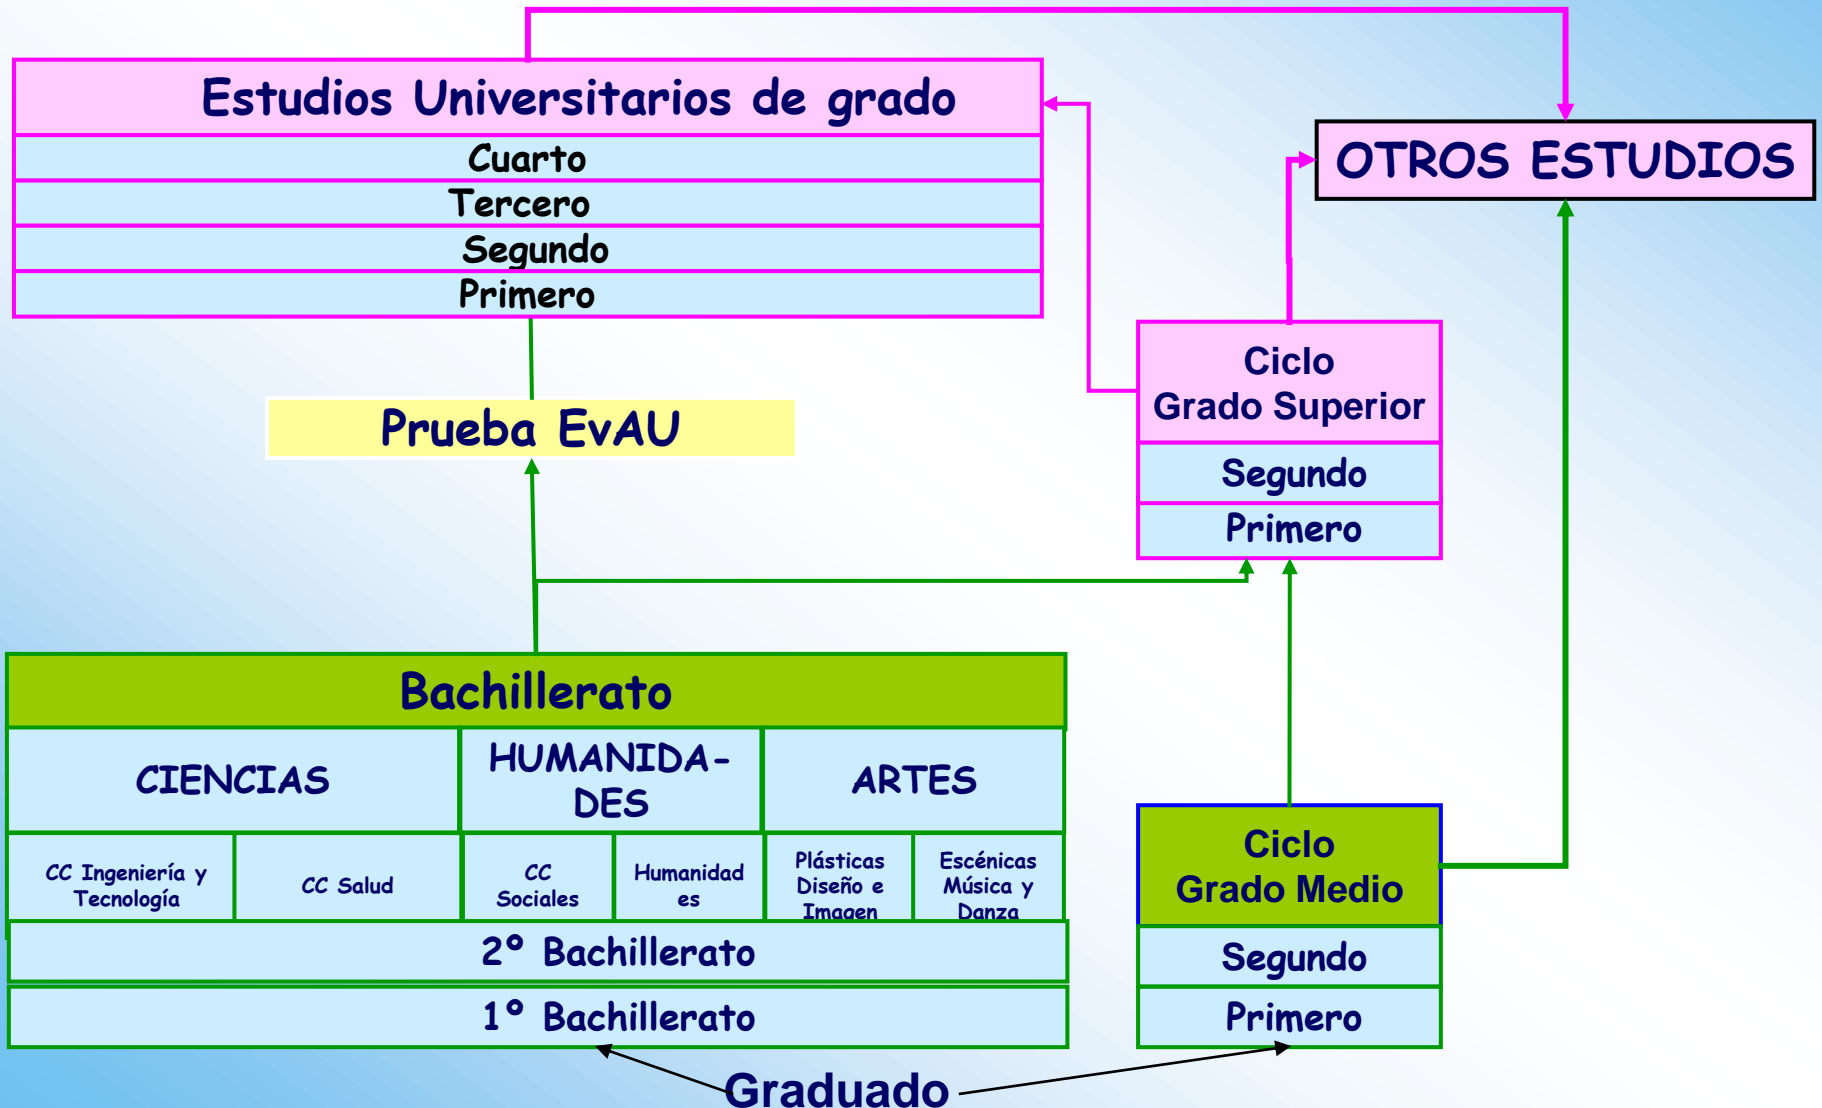 Estudios Universitarios de grado
Cuarto
Tercero
Segundo
Primero
OTROS ESTUDIOS
Ciclo
Grado Superior
Segundo
Primero
Prueba EvAU
Bachillerato
CIENCIAS
HUMANIDA-
DES
ARTES
CC Ingeniería y
Tecnología
CC Salud
CC
Sociales
Humanidad
es
Plásticas
Diseño e
Imagen
Escénicas
Música y
Danza
2º Bachillerato
1º Bachillerato
Ciclo
Grado Medio
Segundo
Primero
Graduado